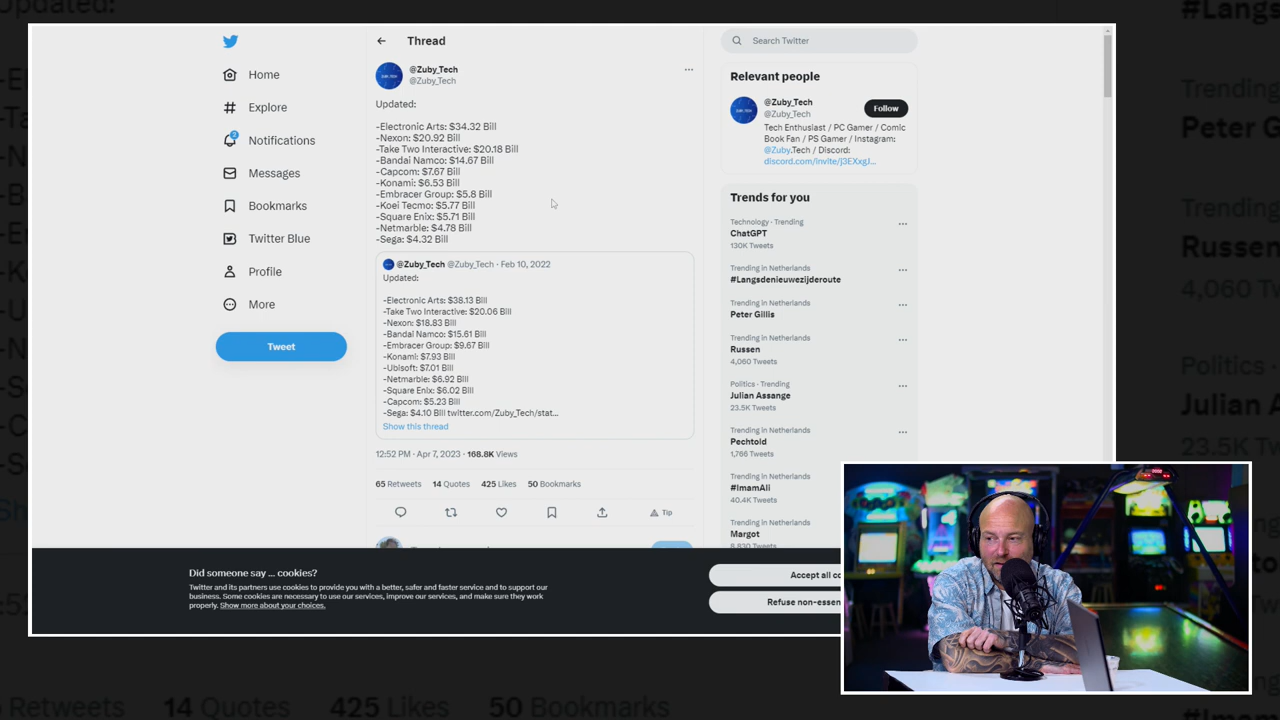 Home
Explore
2
Notifications
Messages
Bookmarks
Twitter Blue
Profile
More
Tweet
Thread
@Zuby_Tech
@Zuby_Tech
Updated:
-Electronic Arts: $34.32 Bill
-Nexon: $20.92 Bill
-Take Two Interactive: $20.18 Bill
-Bandai Namco: $14.67 Bill
-Capcom: $7.67 Bill
-Konami: $6.53 Bill
-Embracer Group: $5.8 Bill
-Koei Tecmo: $5.77 Bill
-Square Enix: $5.71 Bill
-Netmarble: $4.78 Bill
-Sega: $4.32 Bill
@Zuby_Tech @Zuby_Tech · Feb 10, 2022
Updated:
-Electronic Arts: $38.13 Bill
-Take Two Interactive: $20.06 Bill
-Nexon: $18.83 Bill
-Bandai Namco: $15.61 Bill
-Embracer Group: $9.67 Bill
-Konami: $7.93 Bill
-Ubisoft: $7.01 Bill
-Netmarble: $6.92 Bill
-Square Enix: $6.02 Bill
-Capcom: $5.23 Bill
-Sega: $4.10 Bill twitter.com/Zuby_Tech/stat...
Show this thread
12:52 PM · Apr 7, 2023 · 168.8K Views
65 Retweets 14 Quotes 425 Likes 50 Bookmarks
Tip
Search Twitter
Relevant people
@Zuby_Tech
@Zuby_Tech
Follow
Tech Enthusiast / PC Gamer / Comic
Book Fan / PS Gamer / Instagram:
@Zuby.Tech / Discord:
discord.com/invite/j3EXxgJ...
Trends for you
Technology · Trending
ChatGPT
130K Tweets
Trending in Netherlands
#Langsdenieuwezijderoute
Trending in Netherlands
Peter Gillis
Trending in Netherlands
Russen
4,060 Tweets
Politics · Trending
Julian Assange
23.5K Tweets
Trending in Netherlands
Pechtold
1,766 Tweets
Trending in Netherlands
#ImamAli
40.4K Tweets
Trending in Netherlands
Margot
Did someone say … cookies?
Twitter and its partners use cookies to provide you with a better, safer and faster service and to support our
business. Some cookies are necessary to use our services, improve our services, and make sure they work
properly. Show more about your choices.
Accept all co
Refuse non-essen
Retweets 14 Quotes 425 Likes 50 Bookmarks